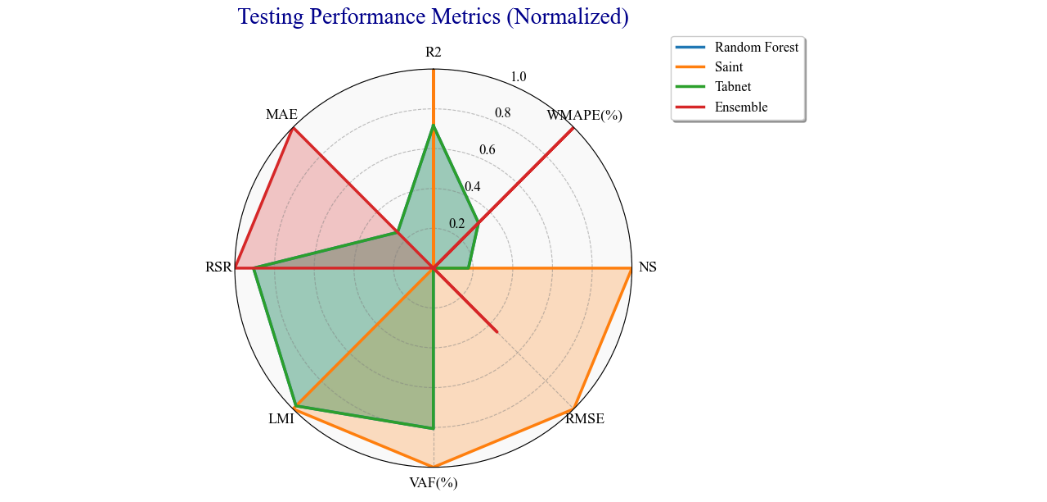 Testing Performance Metrics (Normalized)
R2
Random Forest
Saint
Tabnet
Ensemble
1.0
MAE
0.8
WMAPE(%)
0.6
0.4
0.2
RSR
NS
LMI
RMSE
VAF(%)